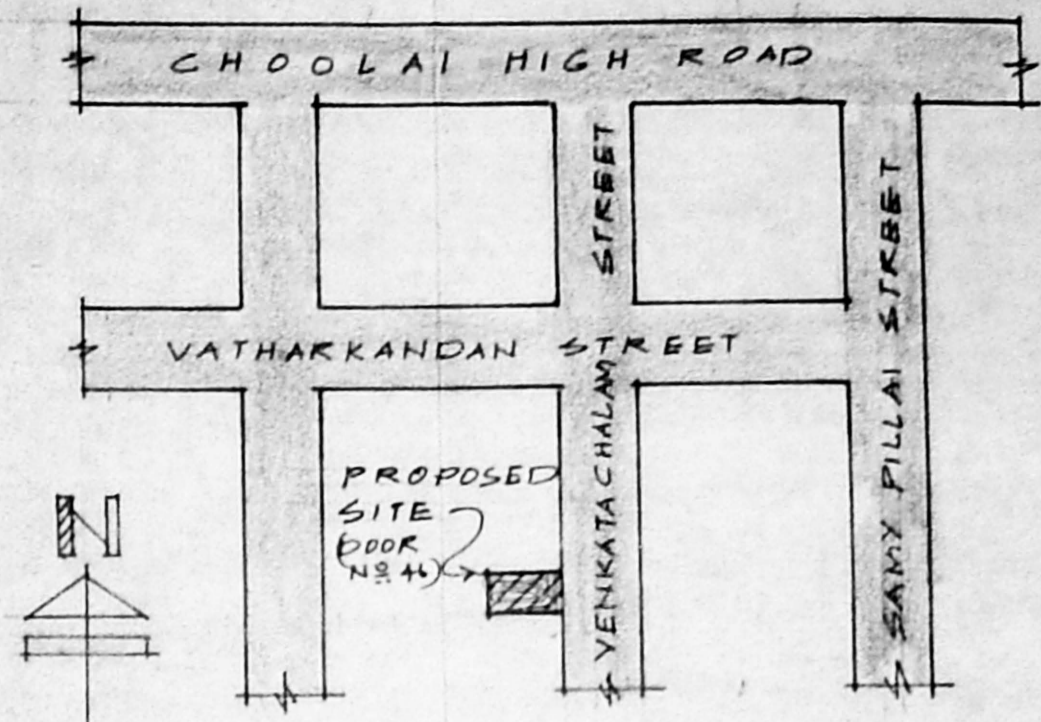 CHOOLAI HIGH ROAD
VENKATACHALAM STREET
SAMY PILLAI STREET
VATHARKANDAN STREET
PROPOSED
SITE
(DOOR
Nº 46)
N